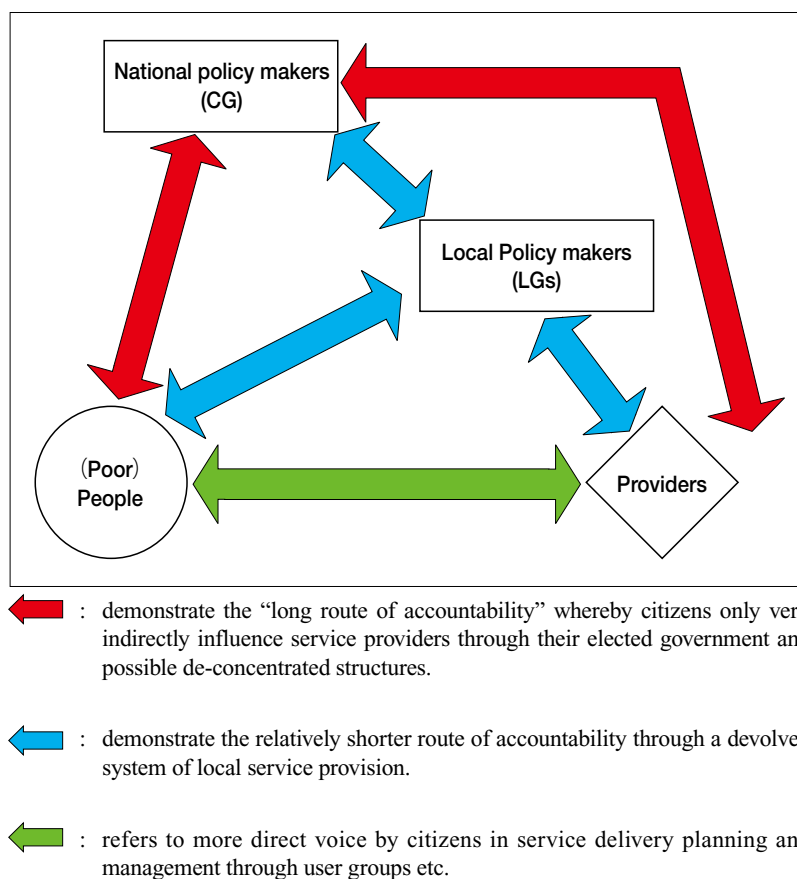 National policy makers
(CG)
Local Policy makers
(LGs)
(Poor)
People
Providers
: demonstrate the “long route of accountability” whereby citizens only ver
indirectly influence service providers through their elected government an
possible de-concentrated structures.
: demonstrate the relatively shorter route of accountability through a devolve
system of local service provision.
: refers to more direct voice by citizens in service delivery planning an
management through user groups etc.